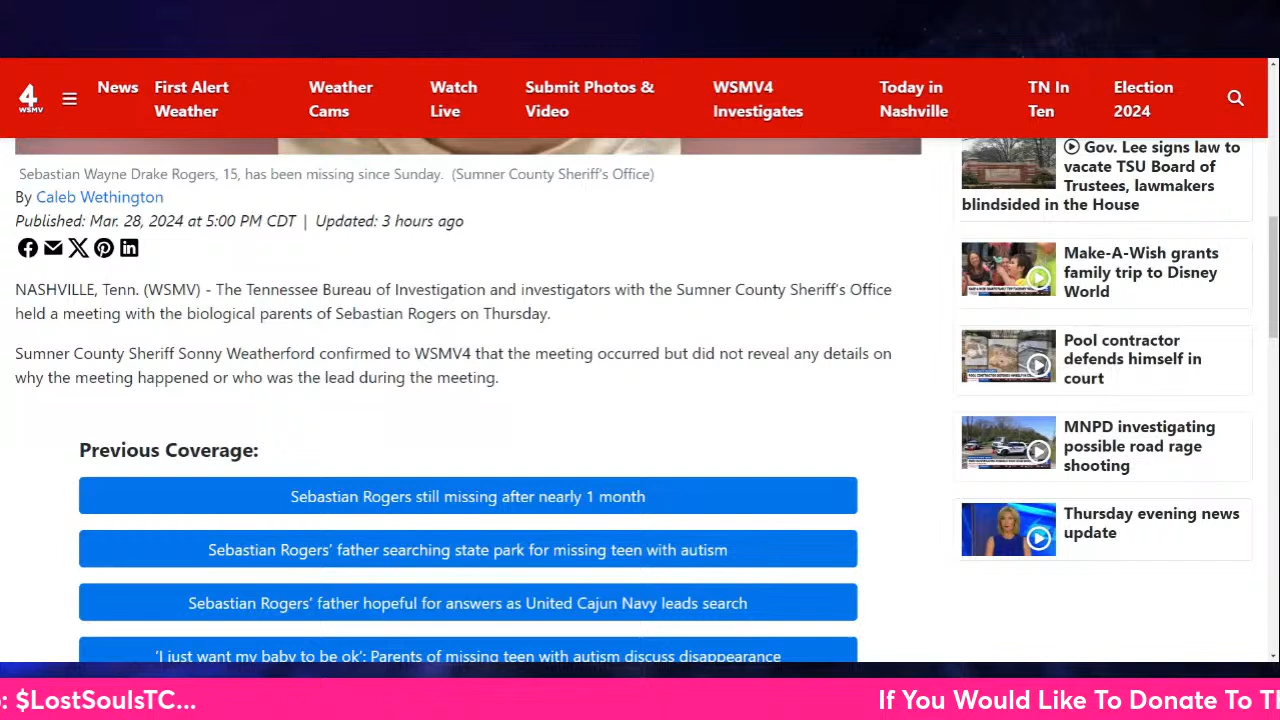 4
WSMV
News
First Alert
Weather
Weather
Cams
Watch
Live
Submit Photos &
Video
WSMV4
Investigates
Today in
Nashville
TN In
Ten
Election
2024
Sebastian Wayne Drake Rogers, 15, has been missing since Sunday. (Sumner County Sheriff's Office)
By Caleb Wethington
Published: Mar. 28, 2024 at 5:00 PM CDT | Updated: 3 hours ago
NASHVILLE, Tenn. (WSMV) - The Tennessee Bureau of Investigation and investigators with the Sumner County Sheriff's Office
held a meeting with the biological parents of Sebastian Rogers on Thursday.
Sumner County Sheriff Sonny Weatherford confirmed to WSMV4 that the meeting occurred but did not reveal any details on
why the meeting happened or who was the lead during the meeting.
Previous Coverage:
Sebastian Rogers still missing after nearly 1 month
Sebastian Rogers' father searching state park for missing teen with autism
Sebastian Rogers' father hopeful for answers as United Cajun Navy leads search
'I just want my baby to be ok': Parents of missing teen with autism discuss disappearance
Gov. Lee signs law to
vacate TSU Board of
Trustees, lawmakers
blindsided in the House
Make-A-Wish grants
family trip to Disney
World
Pool contractor
defends himself in
court
MNPD investigating
possible road rage
shooting
Thursday evening news
update
: $LostSoulsTC...
If You Would Like To Donate To Th